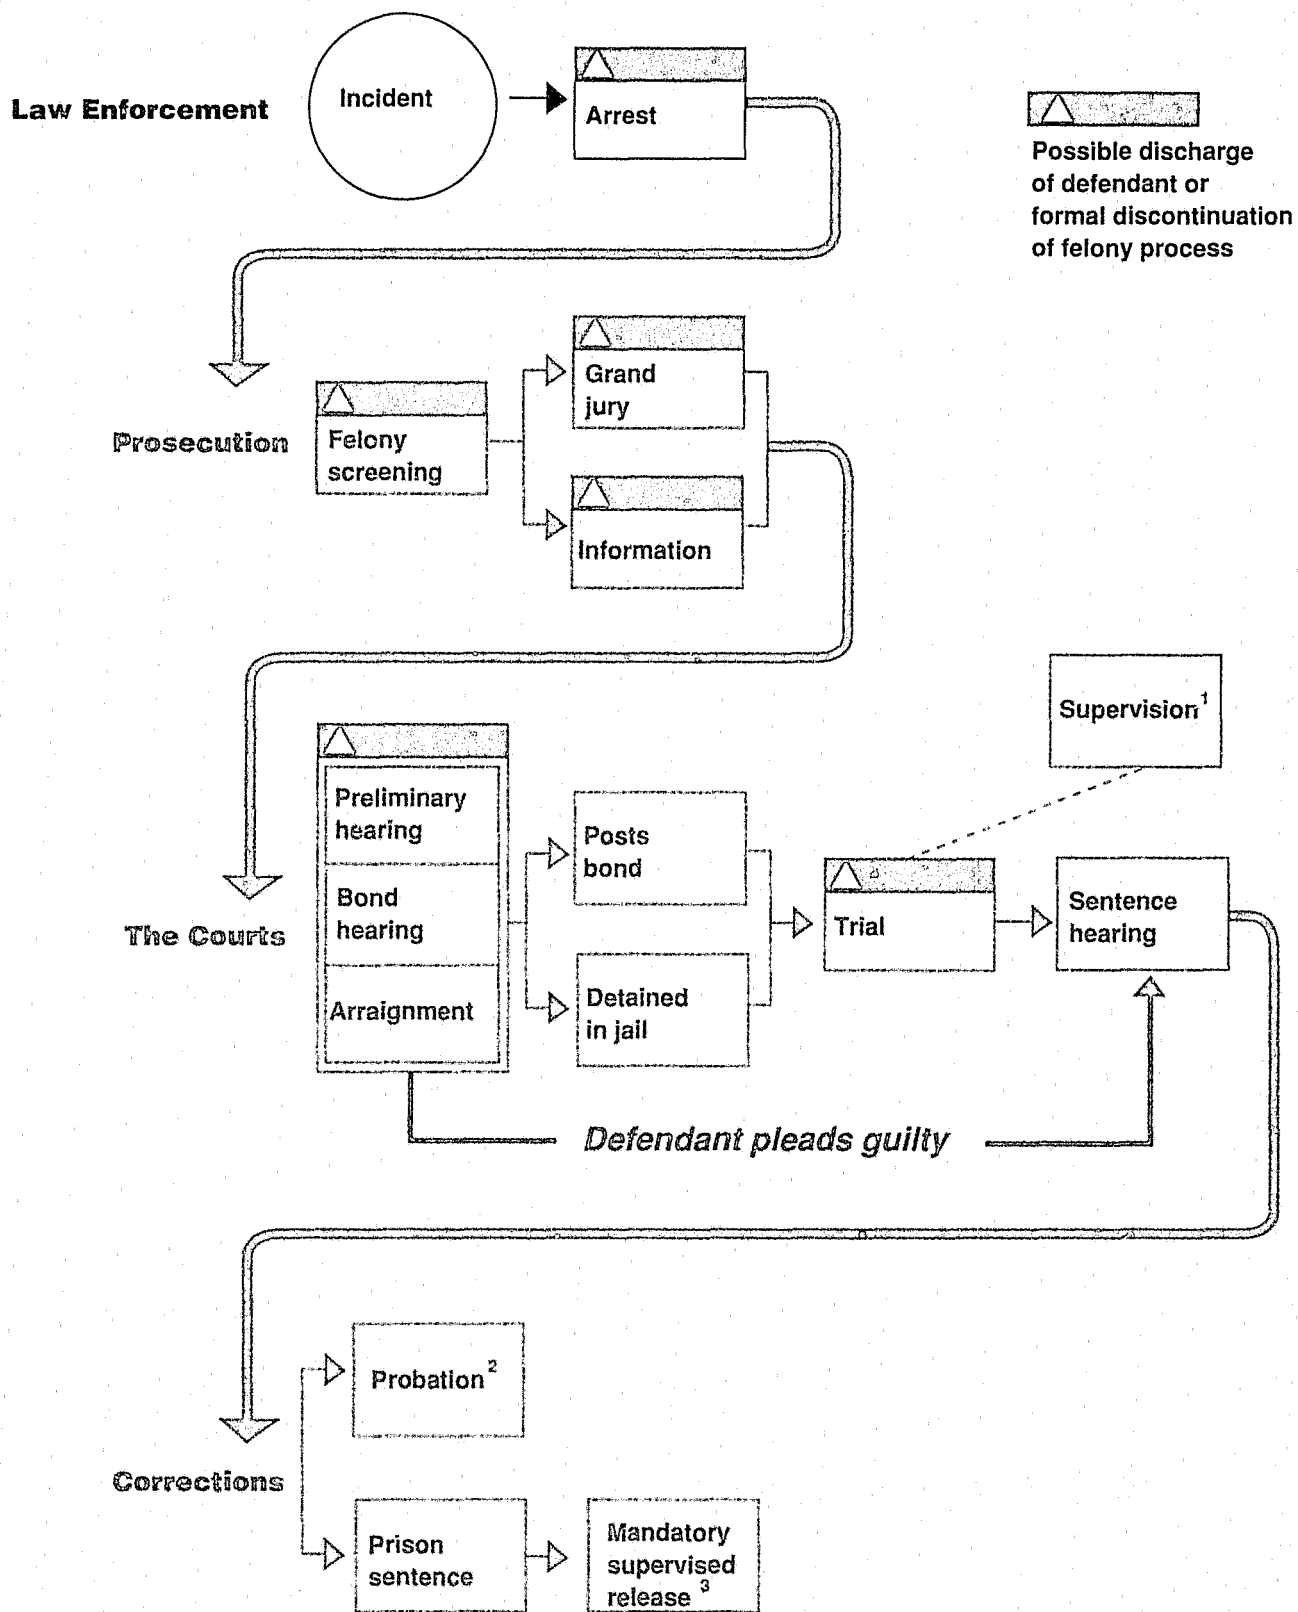 Law Enforcement
Incident
Arrest
Possible discharge
of defendant or
formal discontinuation
of felony process
Prosecution
Felony
screening
Grand
jury
Information
The Courts
Preliminary
hearing
Bond
hearing
Arraignment
Posts
bond
Detained
in jail
Trial
Supervision1
Sentence
hearing
Defendant pleads guilty
Corrections
Probation2
Prison
sentence
Mandatory
supervised
release 3